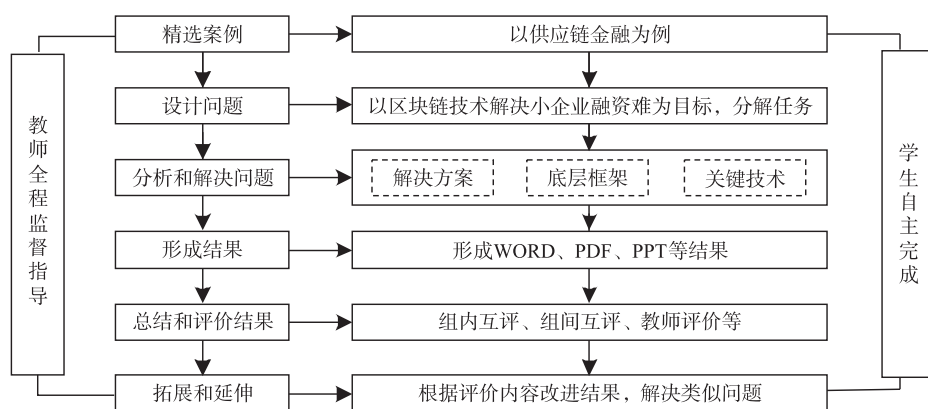 精选案例
以供应链金融为例
教师全程监督指导
设计问题
以区块链技术解决小企业融资难为目标，分解任务
学生自主完成
分析和解决问题
解决方案
底层框架
关键技术
形成结果
形成WORD、PDF、PPT等结果
总结和评价结果
组内互评、组间互评、教师评价等
拓展和延伸
根据评价内容改进结果，解决类似问题